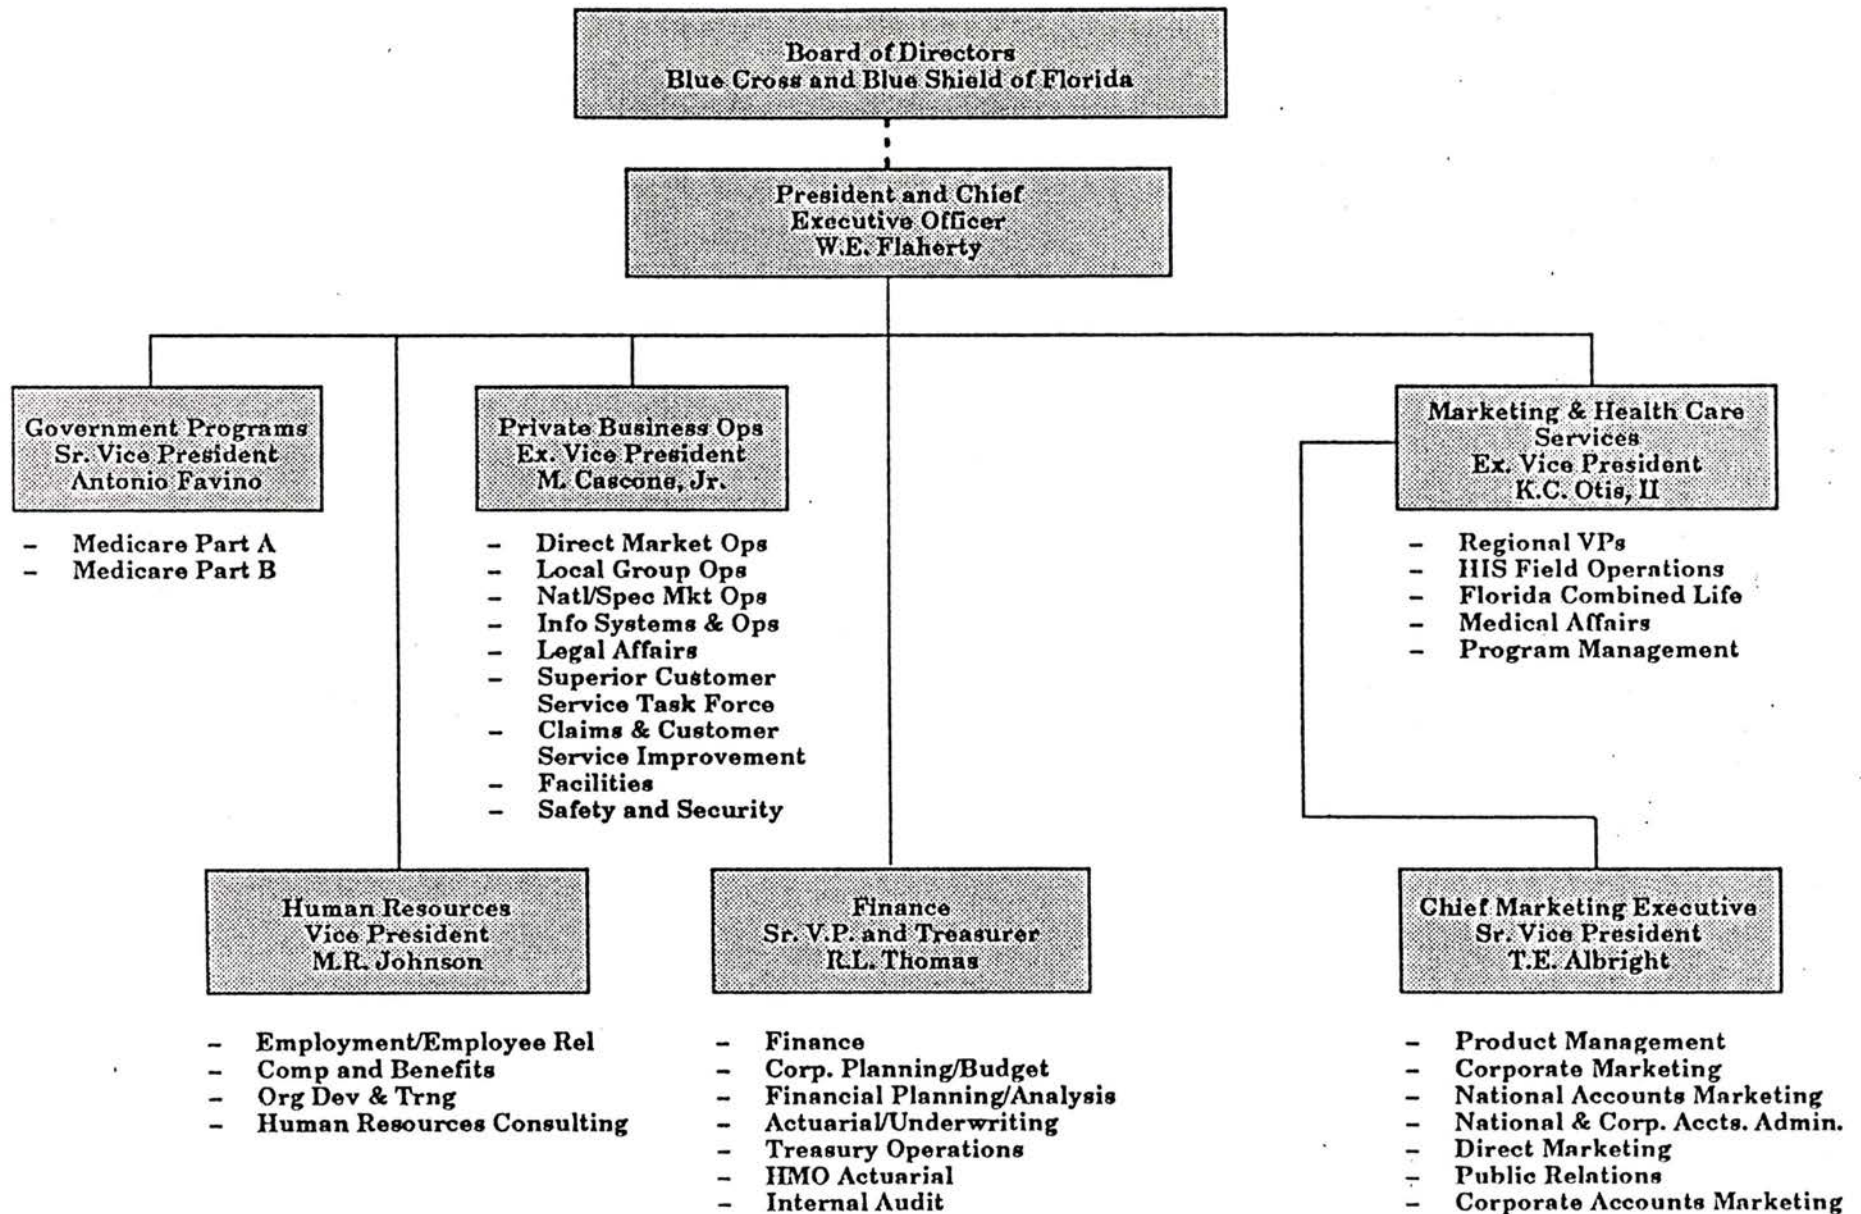 Board of Directors
Blue Cross and Blue Shield of Florida
President and Chief
Executive Officer
W.E. Flaherty
Government Programs
Sr. Vice President
Antonio Favino
- Medicare Part A
- Medicare Part B
Private Business Ops
Ex. Vice President
M. Cascone, Jr.
- Direct Market Ops
- Local Group Ops
- Natl/Spec Mkt Ops
- Info Systems & Ops
- Legal Affairs
- Superior Customer
Service Task Force
- Claims & Customer
Service Improvement
- Facilities
- Safety and Security
Marketing & Health Care
Services
Ex. Vice President
K.C. Otis, II
- Regional VPs
- HIS Field Operations
- Florida Combined Life
- Medical Affairs
- Program Management
Human Resources
Vice President
M.R. Johnson
- Employment/Employee Rel
- Comp and Benefits
- Org Dev & Trng
- Human Resources Consulting
Finance
Sr. V.P. and Treasurer
R.L. Thomas
- Finance
- Corp. Planning/Budget
- Financial Planning/Analysis
- Actuarial/Underwriting
- Treasury Operations
- HMO Actuarial
- Internal Audit
Chief Marketing Executive
Sr. Vice President
T.E. Albright
- Product Management
- Corporate Marketing
- National Accounts Marketing
- National & Corp. Accts. Admin.
- Direct Marketing
- Public Relations
- Corporate Accounts Marketing